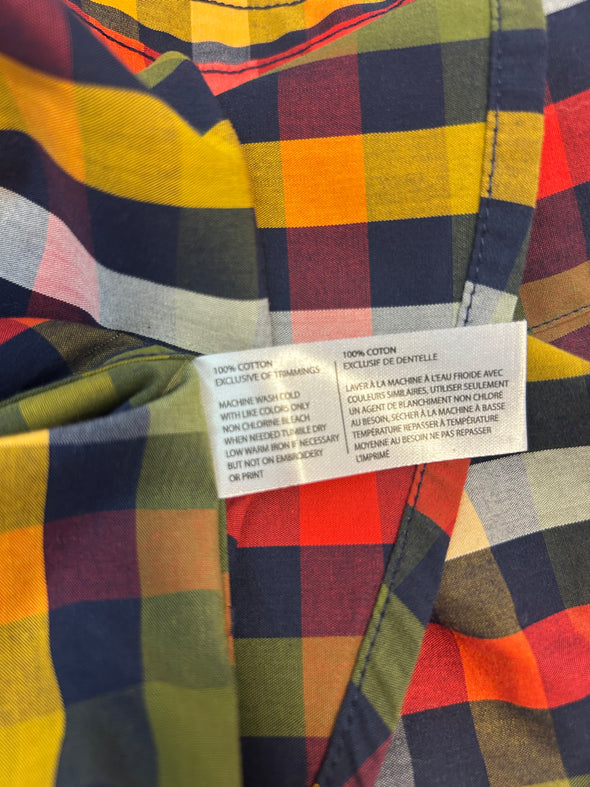 100% COTTON
EXCLUSIVE OF TRIMMINGS
MACHINE WASH COLD
WITH LIKE COLORS ONLY
NON CHLORINE BLEACH
WHEN NEEDED TUMBLE DRY
LOW WARM IRON IF NECESSARY
BUT NOT ON EMBROIDERY
OR PRINT
100% COTON
EXCLUSIF DE DENTELLE
LAVER À LA MACHINE À L'EAU FROIDE AVEC
COULEURS SIMILAIRES, UTILISER SEULEMENT
UN AGENT DE BLANCHIMENT NON CHLORÉ
AU BESOIN, SÉCHER À LA MACHINE À BASSE
TEMPÉRATURE REPASSER À TEMPÉRATURE
MOYENNE AU BESOIN NE PAS REPASSER
L'IMPRIMÉ